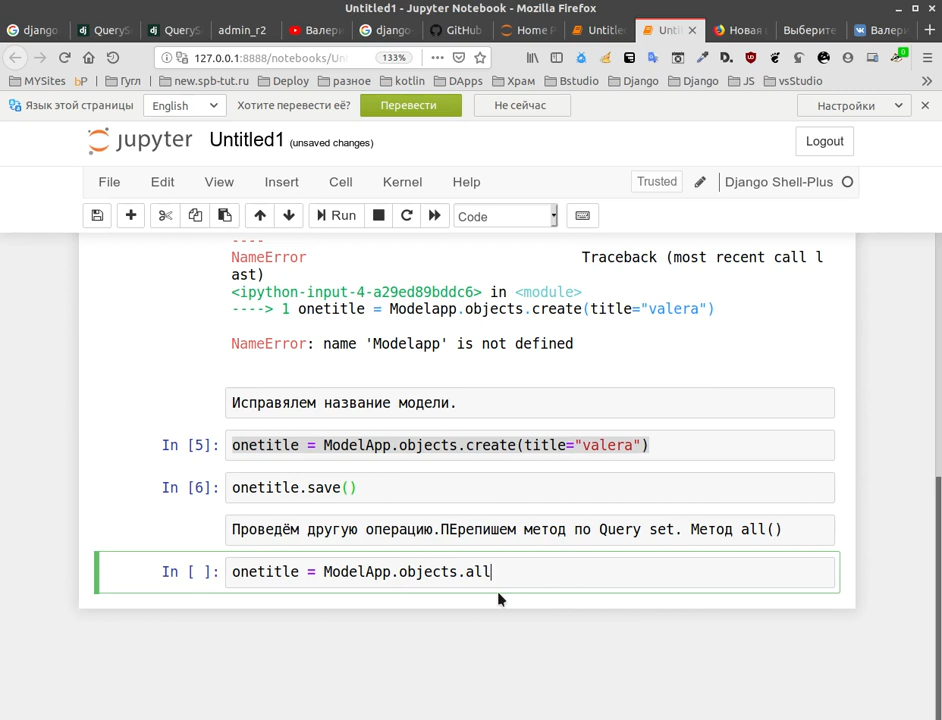 Untitled1 - Jupyter Notebook - Mozilla Firefox
django QueryS QueryS admin_r2 Валери django- GitHub Home P Untitle Unti Новая Выберите Валер
127.0.0.1:8888/notebooks/Unt 133%
MYSites bP Гугл new.spb-tut.ru Deploy разное kotlin DApps Храм Bstudio Django Django JS vsStudio
Язык этой страницы English Хотите перевести её? Перевести Не сейчас Настройки
jupyter Untitled1 (unsaved changes) Logout
File Edit View Insert Cell Kernel Help Trusted Django Shell-Plus
Run Code
----
NameError Traceback (most recent call l
ast)
<ipython-input-4-a29ed89bddc6> in <module>
----> 1 onetitle = Modelapp.objects.create(title="valera")
NameError: name 'Modelapp' is not defined
Исправялем название модели.
In [5]: onetitle = ModelApp.objects.create(title="valera")
In [6]: onetitle.save()
Проведём другую операцию.ПЕрепишем метод по Query set. Метод all()
In [ ]: onetitle = ModelApp.objects.all